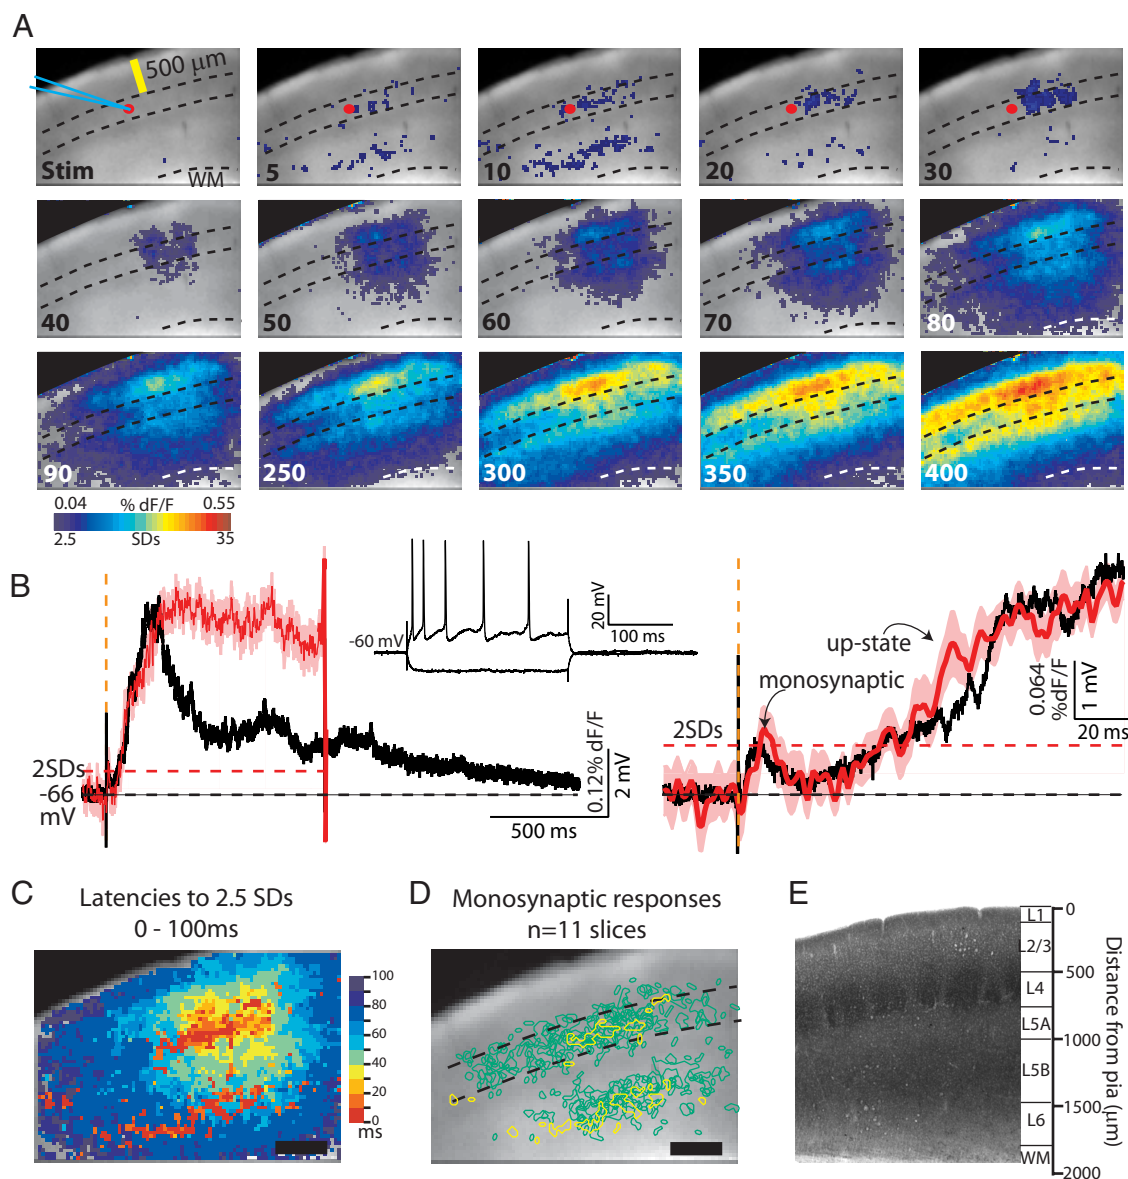 A
500 μm
Stim
WM
5
10
20
30
40
50
60
70
80
90
250
300
350
400
0.04 % dF/F 0.55
2.5 SDs 35
B
2SDs
-66
mV
-60 mV
20 mV
100 ms
0.12% dF/F
2 mV
500 ms
up-state
monosynaptic
2SDs
0.064
%dF/F
1 mV
20 ms
C
Latencies to 2.5 SDs
0 - 100ms
100
80
60
40
20
0
ms
D
Monosynaptic responses
n=11 slices
E
L1
L2/3
L4
L5A
L5B
L6
WM
0
500
1000
1500
2000
Distance from pia (μm)